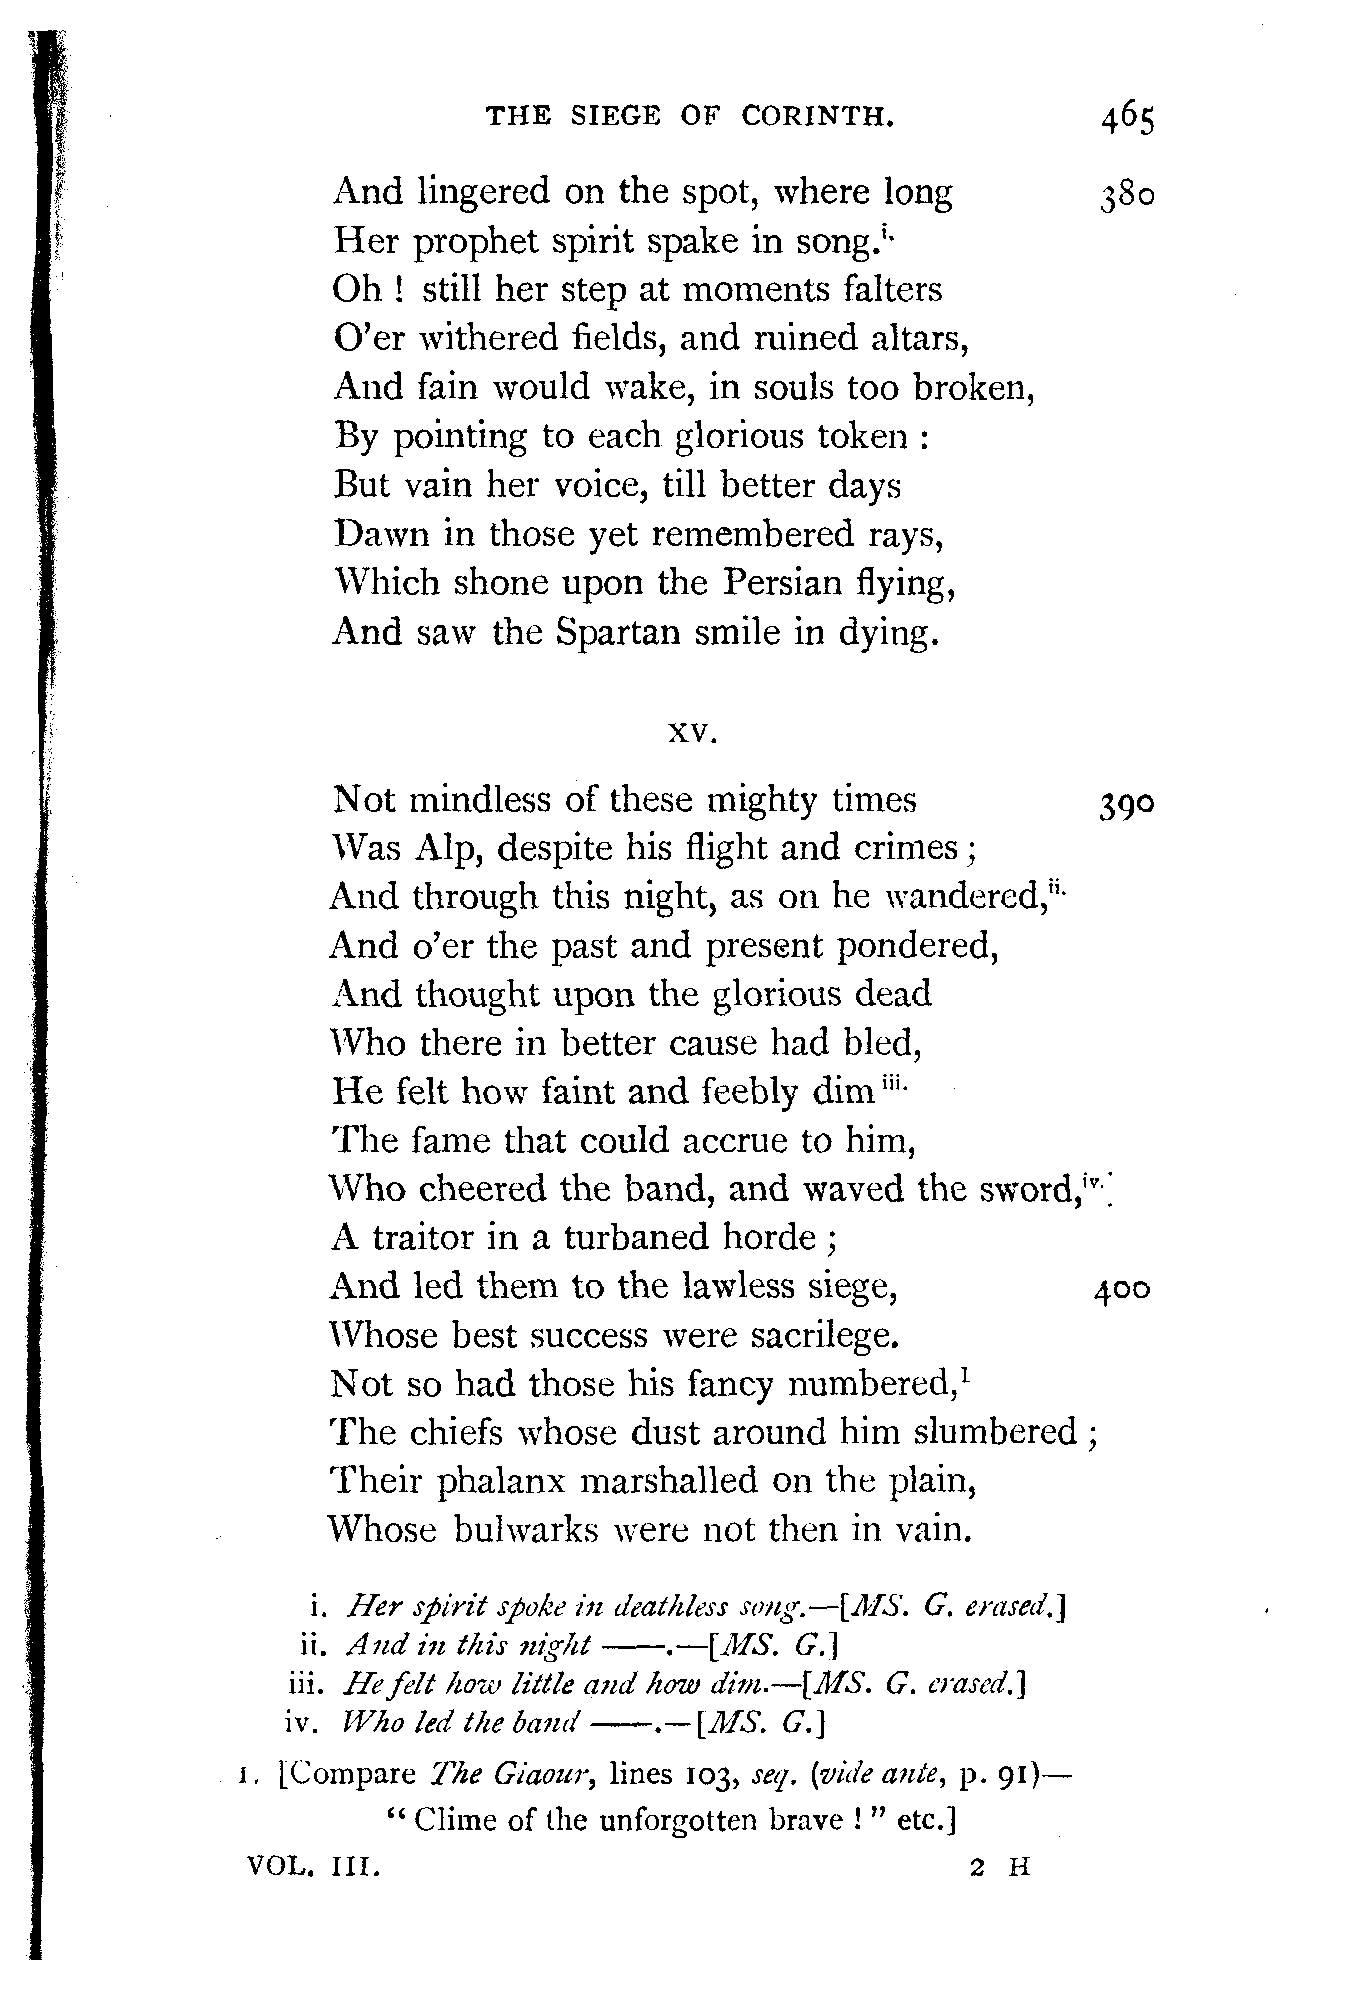 THE SIEGE OF CORINTH. 465
And lingered on the spot, where long 380
Her prophet spirit spake in song.i.
Oh ! still her step at moments falters
O'er withered fields, and ruined altars,
And fain would wake, in souls too broken,
By pointing to each glorious token :
But vain her voice, till better days
Dawn in those yet remembered rays,
Which shone upon the Persian flying,
And saw the Spartan smile in dying.
XV.
Not mindless of these mighty times 390
Was Alp, despite his flight and crimes ;
And through this night, as on he wandered,ii.
And o'er the past and present pondered,
And thought upon the glorious dead
Who there in better cause had bled,
He felt how faint and feebly dim iii.
The fame that could accrue to him,
Who cheered the band, and waved the sword,iv.
A traitor in a turbaned horde ;
And led them to the lawless siege, 400
Whose best success were sacrilege.
Not so had those his fancy numbered,1
The chiefs whose dust around him slumbered ;
Their phalanx marshalled on the plain,
Whose bulwarks were not then in vain.
i. Her spirit spoke in deathless song.—[MS. G. erased.]
ii. And in this night ——.—[MS. G.]
iii. He felt how little and how dim.—[MS. G. erased.]
iv. Who led the band ——.—[MS. G.]
1. [Compare The Giaour, lines 103, seq. (vide ante, p. 91)—
" Clime of the unforgotten brave ! " etc.]
VOL. III. 2 H